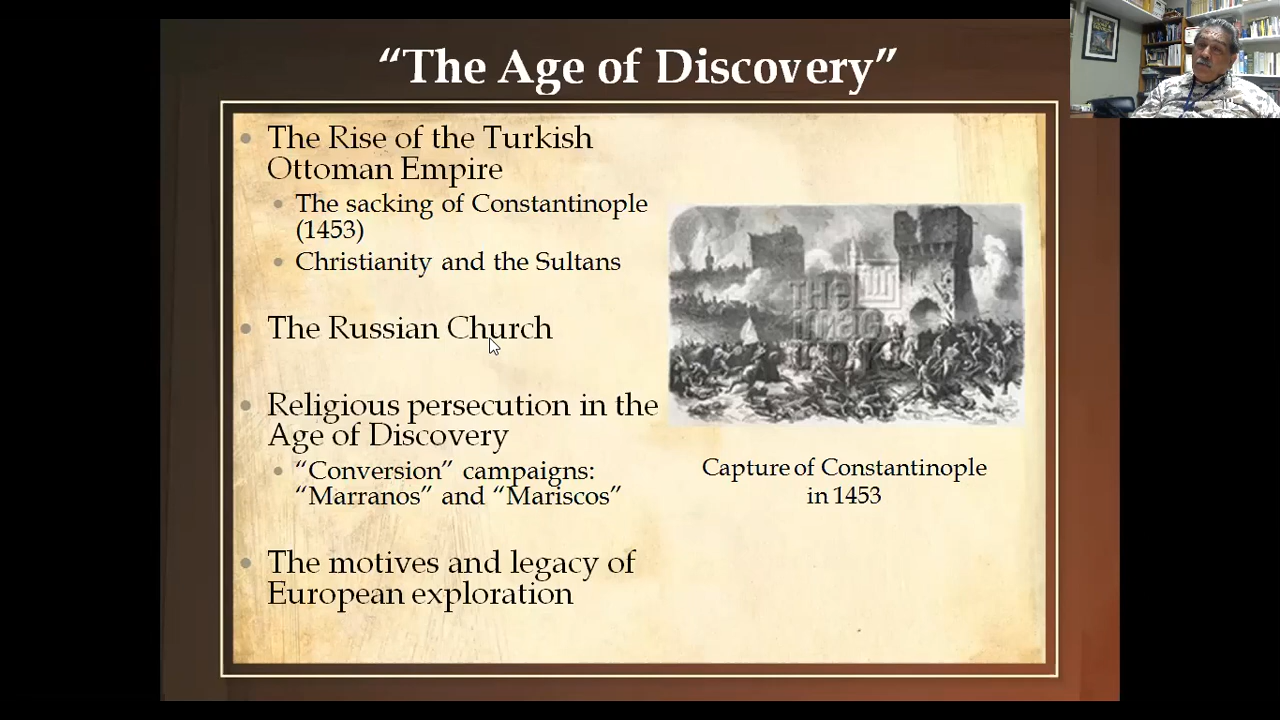 “The Age of Discovery”
The Rise of the Turkish
Ottoman Empire
The sacking of Constantinople
(1453)
Christianity and the Sultans
The Russian Church
Religious persecution in the
Age of Discovery
“Conversion” campaigns:
“Marranos” and “Mariscos”
The motives and legacy of
European exploration
THE
image
Capture of Constantinople
in 1453